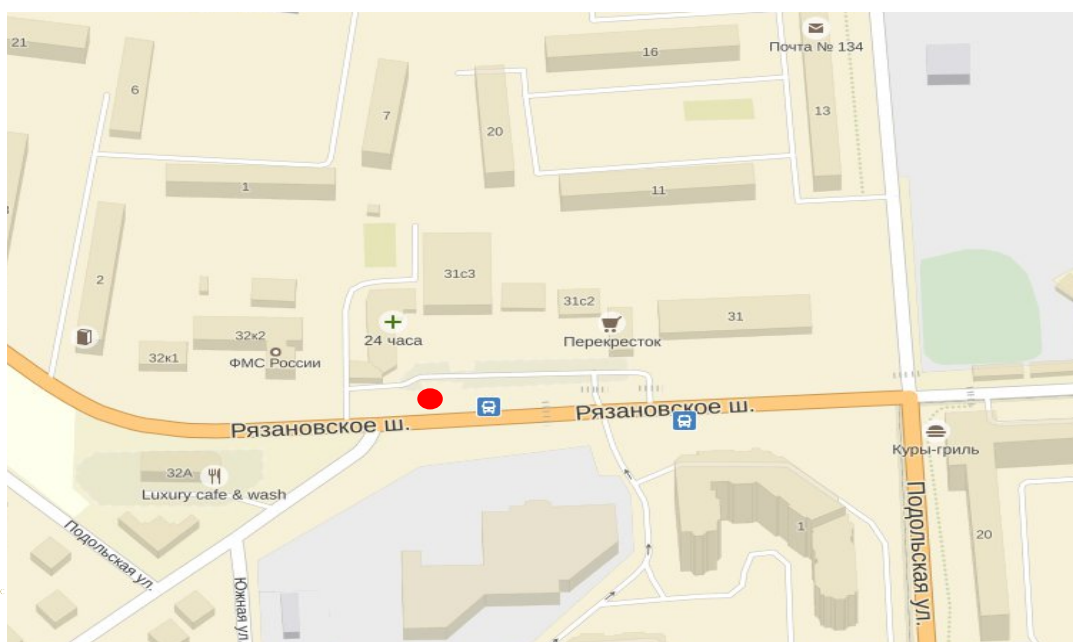 21
16
Почта № 134
6
7
20
13
1
11
2
31с3
31с2
31
24 часа
Перекресток
32к2
32к1
ФМС России
Рязановское ш.
Рязановское ш.
Куры-гриль
32А
Luxury cafe & wash
Подольская ул.
1
20
Подольская ул.
Южная ул.